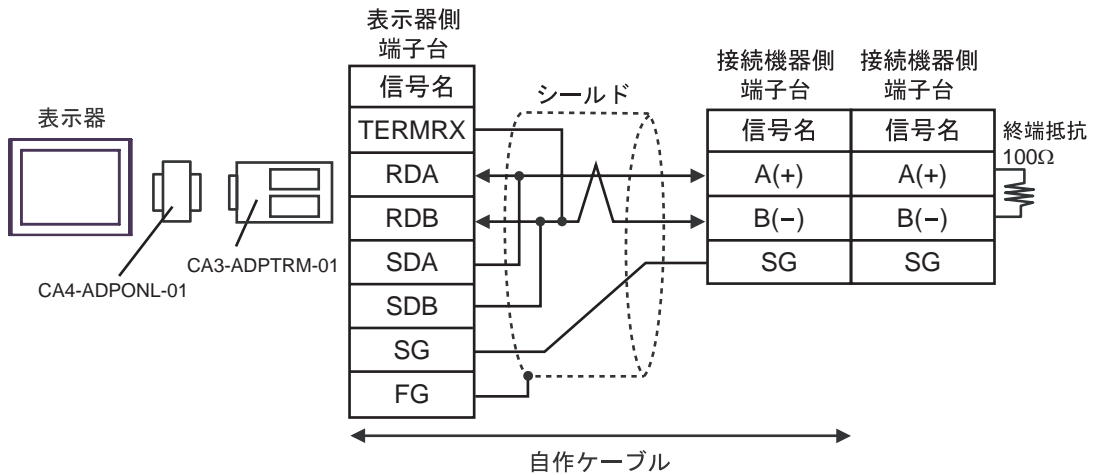 表示器
CA4-ADPONL-01
CA3-ADPTRM-01
表示器側
端子台
信号名
TERMRX
RDA
RDB
SDA
SDB
SG
FG
シールド
接続機器側
端子台
信号名
A(+)
B(−)
SG
接続機器側
端子台
信号名
A(+)
B(−)
SG
終端抵抗
100Ω
自作ケーブル